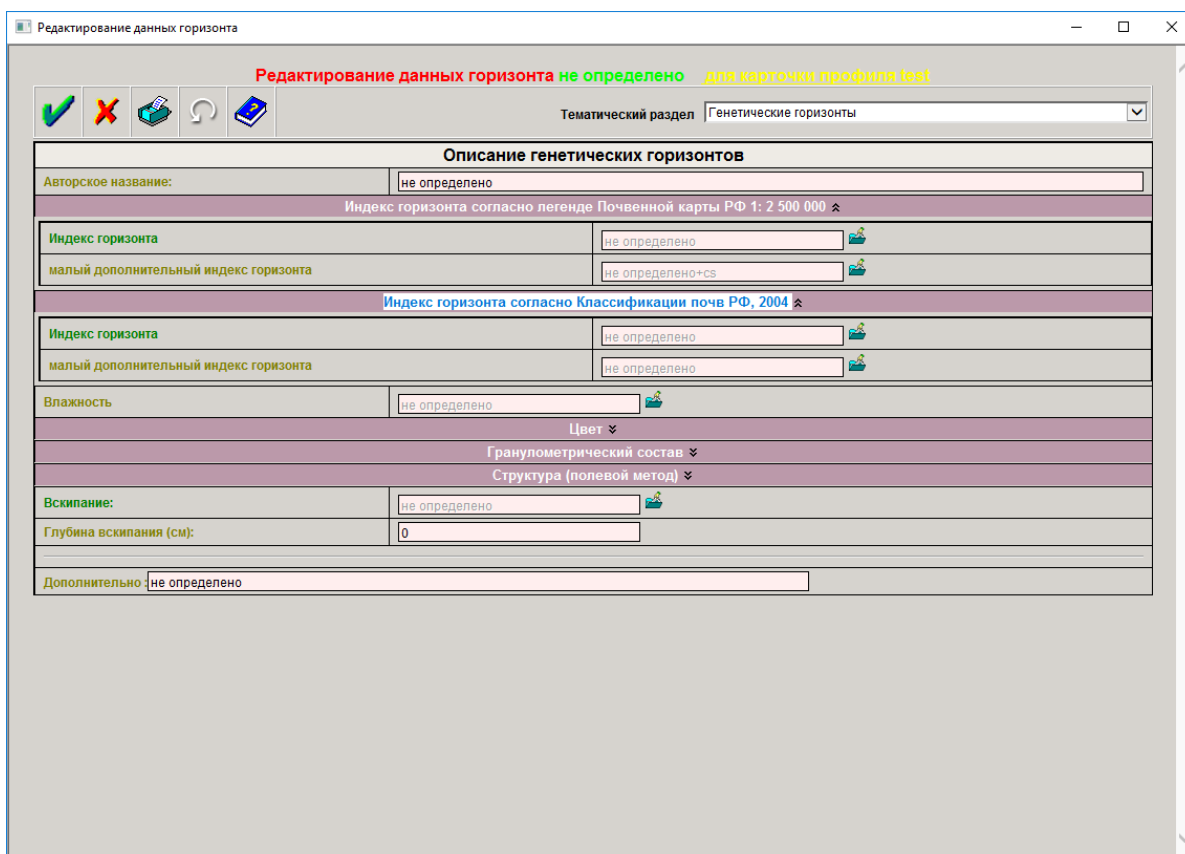 Редактирование данных горизонта
Редактирование данных горизонта не определено для карточки профиля test
Тематический раздел Генетические горизонты
Описание генетических горизонтов
Авторское название: не определено
Индекс горизонта согласно легенде Почвенной карты РФ 1: 2 500 000
Индекс горизонта не определено
малый дополнительный индекс горизонта не определено+cs
Индекс горизонта согласно Классификации почв РФ, 2004
Индекс горизонта не определено
малый дополнительный индекс горизонта не определено
Влажность не определено
Цвет
Гранулометрический состав
Структура (полевой метод)
Вскипание: не определено
Глубина вскипания (см): 0
Дополнительно : не определено